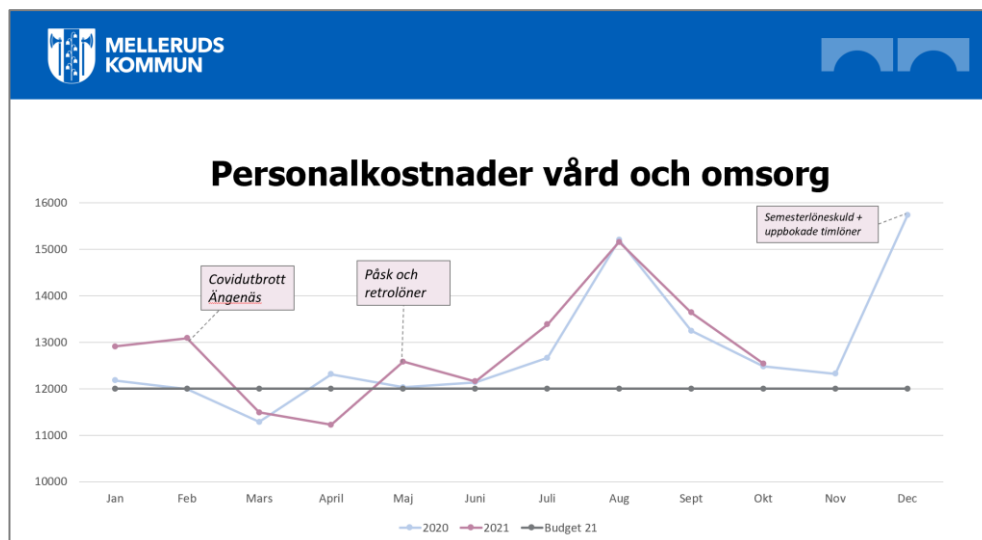 MELLERUDS
KOMMUN
Personalkostnader vård och omsorg
16000
15000
14000
13000
12000
11000
10000
Semesterlöneskuld +
uppbokade timlöner
Covidutbrott
Ängenäs
Påsk och
retrolöner
Jan Feb Mars April Maj Juni Juli Aug Sept Okt Nov Dec
2020 2021 Budget 21